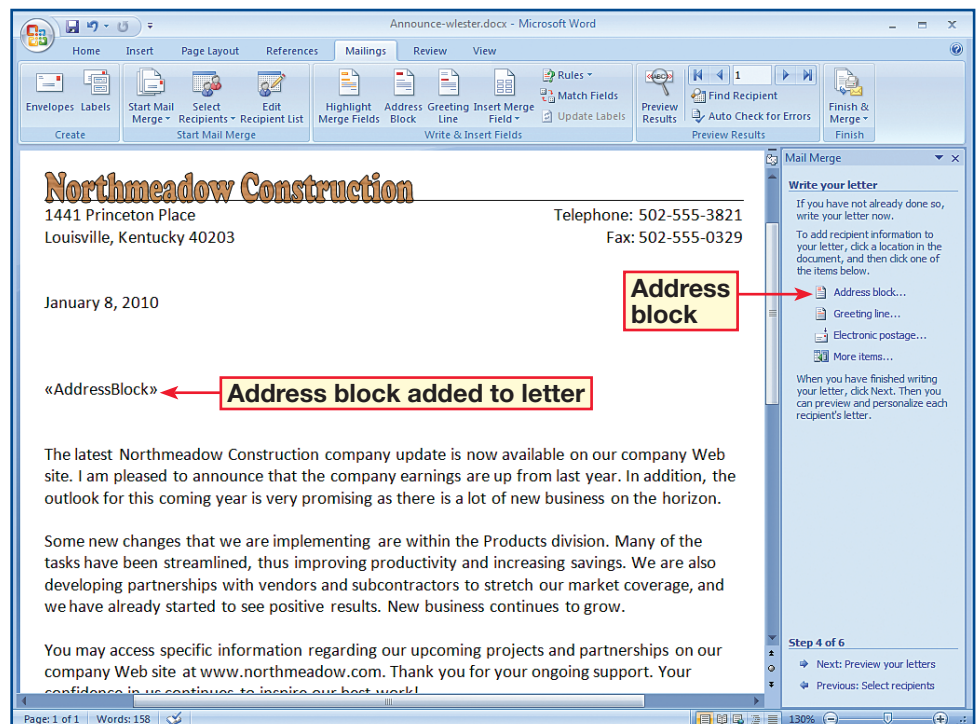 Announce-wlester.docx - Microsoft Word
Home Insert Page Layout References Mailings Review View
Envelopes Labels
Create
Start Mail Merge
Select Recipients
Edit Recipient List
Start Mail Merge
Highlight Merge Fields
Address Block
Greeting Line
Insert Merge Field
Rules
Match Fields
Update Labels
Write & Insert Fields
ABC
Preview Results
1
Find Recipient
Auto Check for Errors
Preview Results
Finish & Merge
Finish
Northmeadow Construction
1441 Princeton Place Telephone: 502-555-3821
Louisville, Kentucky 40203 Fax: 502-555-0329
January 8, 2010
Address
block
«AddressBlock»
Address block added to letter
The latest Northmeadow Construction company update is now available on our company Web
site. I am pleased to announce that the company earnings are up from last year. In addition, the
outlook for this coming year is very promising as there is a lot of new business on the horizon.
Some new changes that we are implementing are within the Products division. Many of the
tasks have been streamlined, thus improving productivity and increasing savings. We are also
developing partnerships with vendors and subcontractors to stretch our market coverage, and
we have already started to see positive results. New business continues to grow.
You may access specific information regarding our upcoming projects and partnerships on our
company Web site at www.northmeadow.com. Thank you for your ongoing support. Your
confidence in us continues to inspire our best work!
Mail Merge
Write your letter
If you have not already done so,
write your letter now.
To add recipient information to
your letter, click a location in the
document, and then click one of
the items below.
Address block...
Greeting line...
Electronic postage...
More items...
When you have finished writing
your letter, click Next. Then you
can preview and personalize each
recipient's letter.
Step 4 of 6
Next: Preview your letters
Previous: Select recipients
Page: 1 of 1 Words: 158 130%